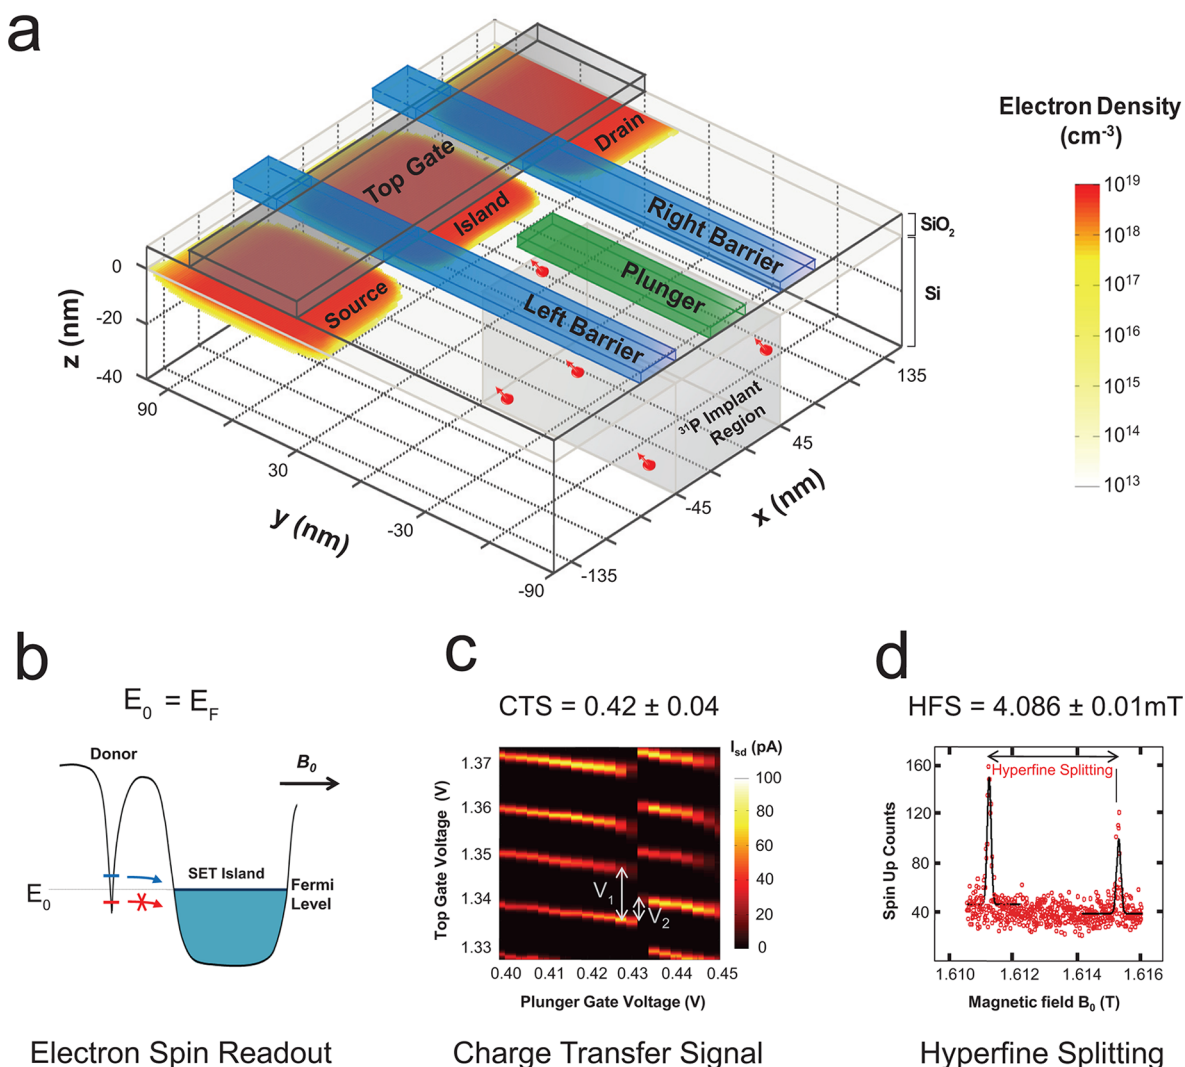 a
Electron Density
(cm⁻³)
10¹⁹
10¹⁸
10¹⁷
10¹⁶
10¹⁵
10¹⁴
10¹³
Top Gate
Drain
Island
Source
Right Barrier
Plunger
Left Barrier
³¹P Implant
Region
SiO₂
Si
z (nm)
0
-20
-40
y (nm)
90
30
-30
-90
x (nm)
-135
-45
45
135
b
E₀ = E_F
Donor
B₀
SET Island
Fermi
Level
E₀
Electron Spin Readout
c
CTS = 0.42 ± 0.04
I_sd (pA)
100
80
60
40
20
0
Top Gate Voltage (V)
1.37
1.36
1.35
1.34
1.33
V₁
V₂
0.40 0.41 0.42 0.43 0.44 0.45
Plunger Gate Voltage (V)
Charge Transfer Signal
d
HFS = 4.086 ± 0.01mT
Hyperfine Splitting
Spin Up Counts
160
120
80
40
1.610 1.612 1.614 1.616
Magnetic field B₀ (T)
Hyperfine Splitting